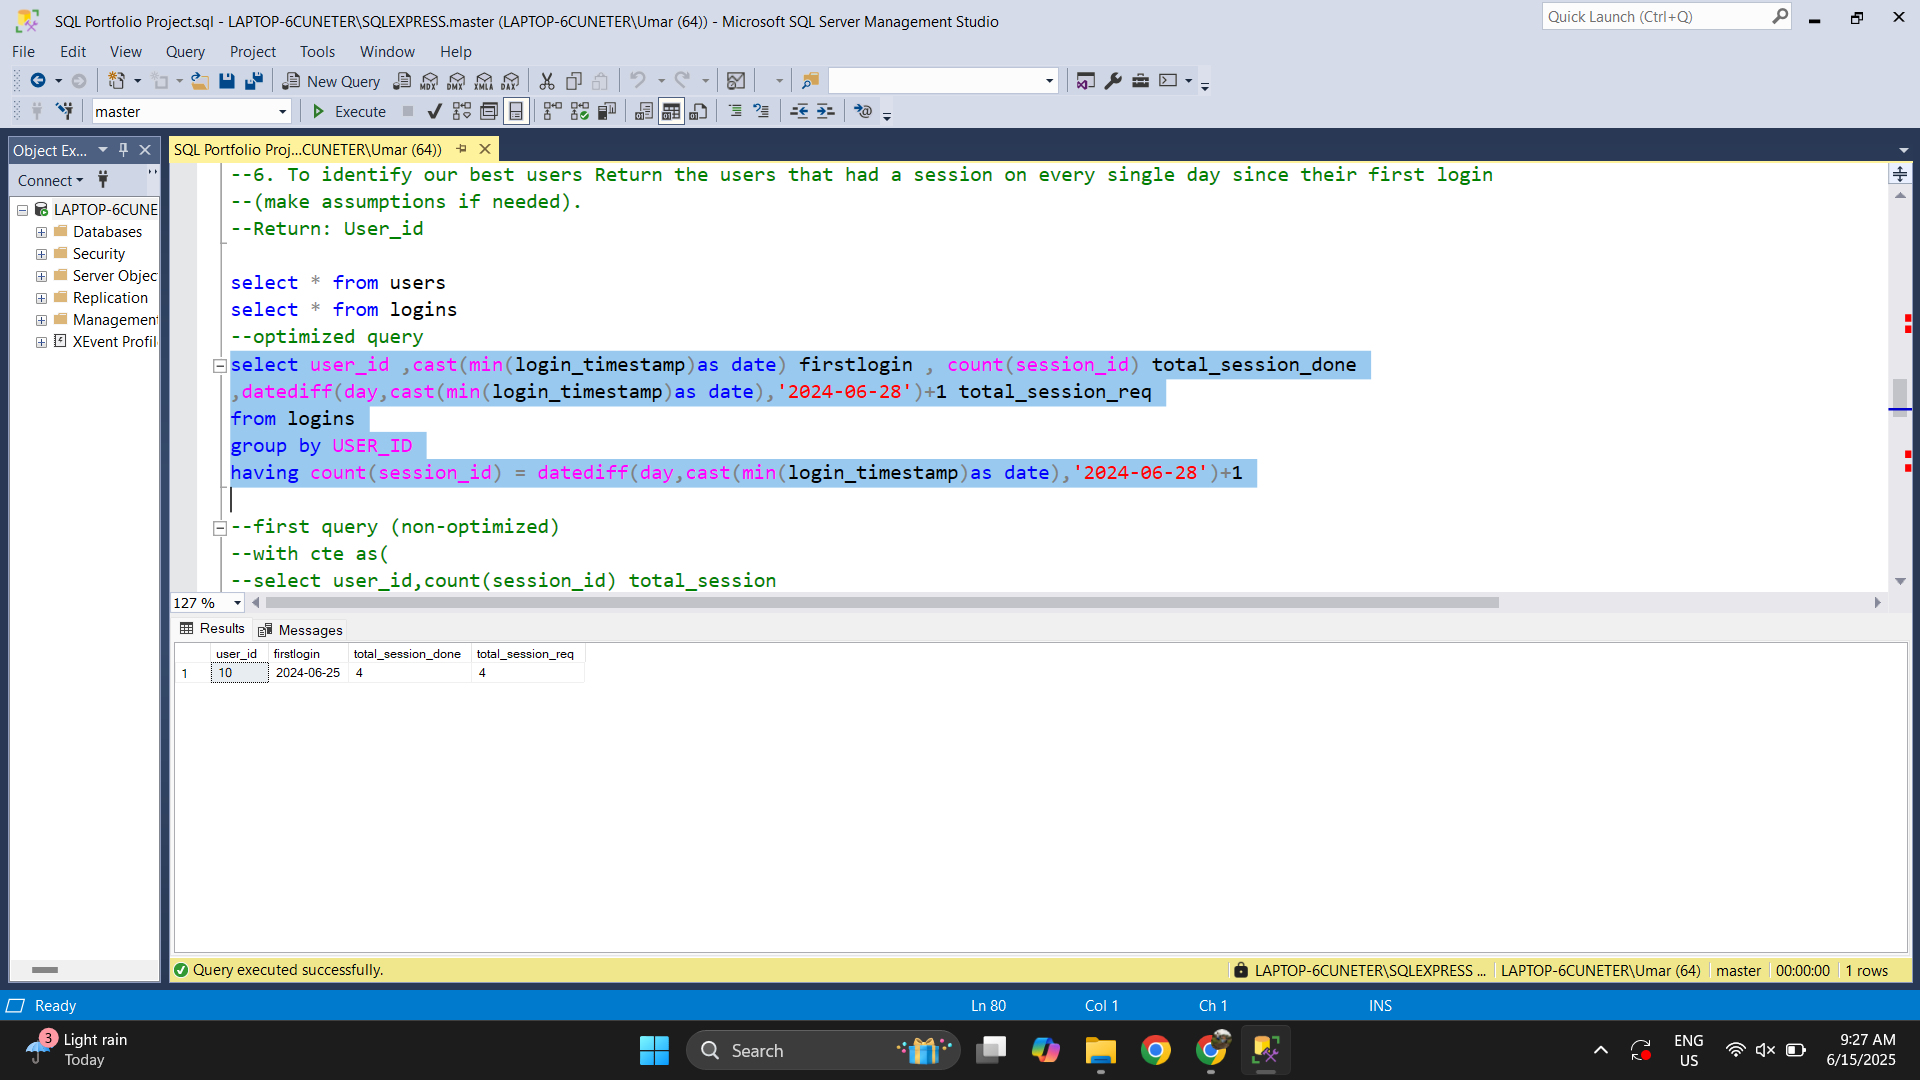 SQL Portfolio Project.sql - LAPTOP-6CUNETER\SQLEXPRESS.master (LAPTOP-6CUNETER\Umar (64)) - Microsoft SQL Server Management Studio
Quick Launch (Ctrl+Q)
File Edit View Query Project Tools Window Help
New Query MDX DMX XMLA DAX
master Execute
Object Ex...
SQL Portfolio Proj...CUNETER\Umar (64))
Connect
LAPTOP-6CUNE
Databases
Security
Server Objec
Replication
Management
XEvent Profil
--6. To identify our best users Return the users that had a session on every single day since their first login
--(make assumptions if needed).
--Return: User_id
select * from users
select * from logins
--optimized query
select user_id ,cast(min(login_timestamp)as date) firstlogin , count(session_id) total_session_done
,datediff(day,cast(min(login_timestamp)as date),'2024-06-28')+1 total_session_req
from logins
group by USER_ID
having count(session_id) = datediff(day,cast(min(login_timestamp)as date),'2024-06-28')+1
--first query (non-optimized)
--with cte as(
--select user_id,count(session_id) total_session
127 %
Results Messages
user_id firstlogin total_session_done total_session_req
1 10 2024-06-25 4 4
Query executed successfully.
LAPTOP-6CUNETER\SQLEXPRESS ... LAPTOP-6CUNETER\Umar (64) master 00:00:00 1 rows
Ready Ln 80 Col 1 Ch 1 INS
3 Light rain
Today
Search
ENG
US
9:27 AM
6/15/2025